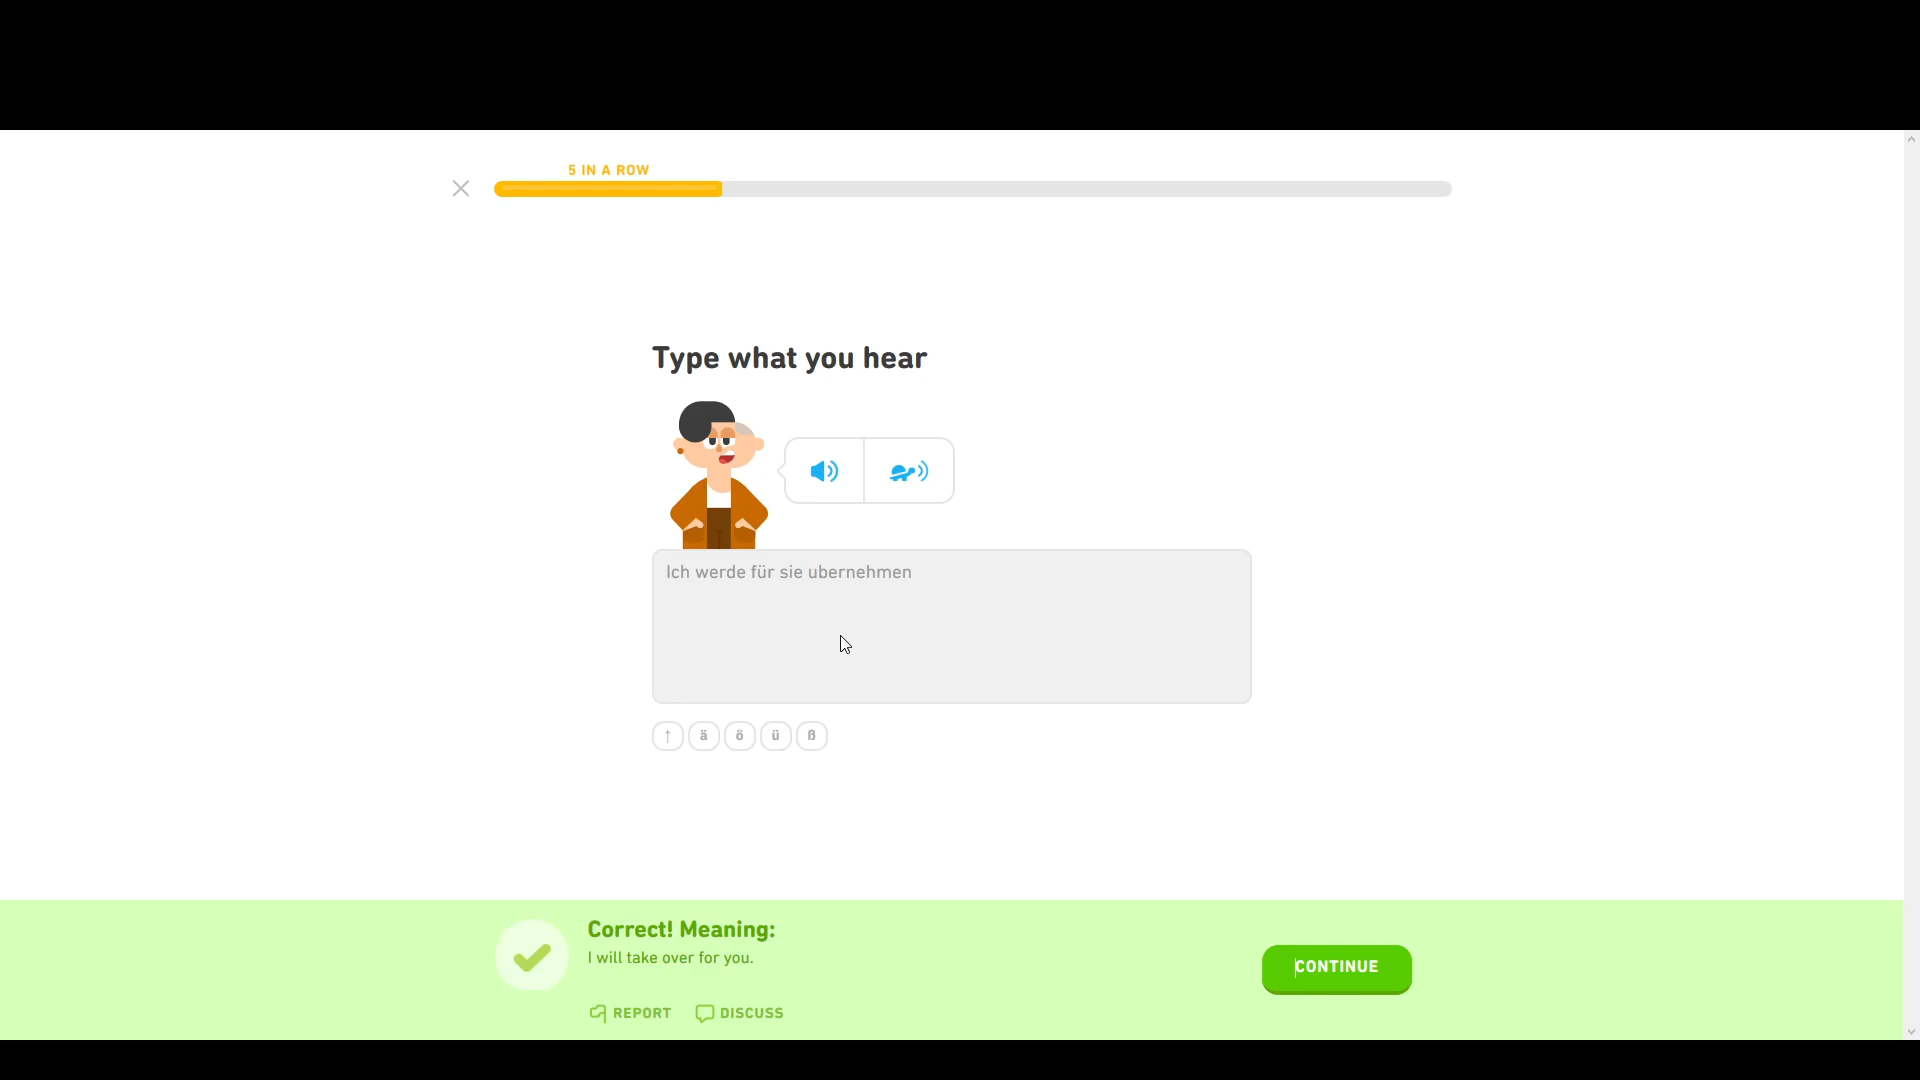 5 IN A ROW
Type what you hear
Ich werde für sie ubernehmen
↑ ä ö ü ß
Correct! Meaning:
I will take over for you.
CONTINUE
REPORT DISCUSS